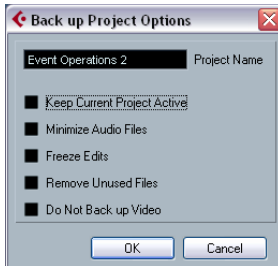 Back up Project Options
Event Operations 2 Project Name
Keep Current Project Active
Minimize Audio Files
Freeze Edits
Remove Unused Files
Do Not Back up Video
OK Cancel